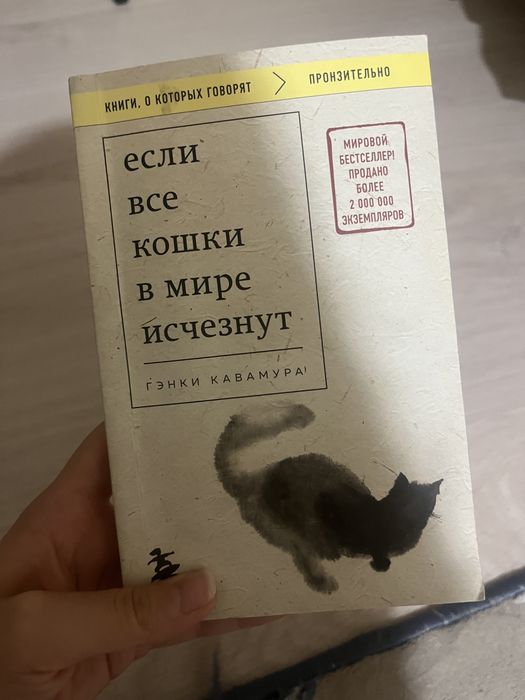 КНИГИ, О КОТОРЫХ ГОВОРЯТ > ПРОНЗИТЕЛЬНО
если
все
кошки
в мире
исчезнут
ГЭНКИ КАВАМУРА
МИРОВОЙ
БЕСТСЕЛЛЕР!
ПРОДАНО
БОЛЕЕ
2 000 000
ЭКЗЕМПЛЯРОВ